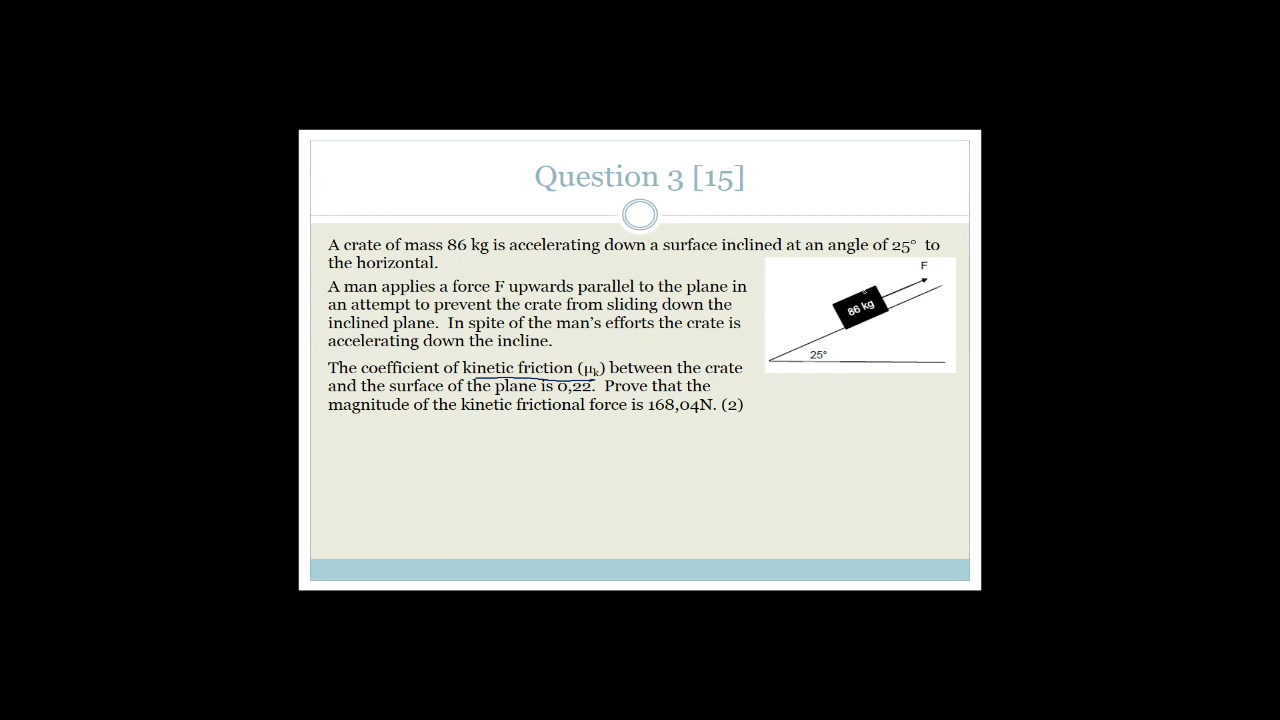 Question 3 [15]
A crate of mass 86 kg is accelerating down a surface inclined at an angle of 25° to
the horizontal.
A man applies a force F upwards parallel to the plane in
an attempt to prevent the crate from sliding down the
inclined plane. In spite of the man's efforts the crate is
accelerating down the incline.
The coefficient of kinetic friction (μk) between the crate
and the surface of the plane is 0,22. Prove that the
magnitude of the kinetic frictional force is 168,04N. (2)
F
86 kg
25°